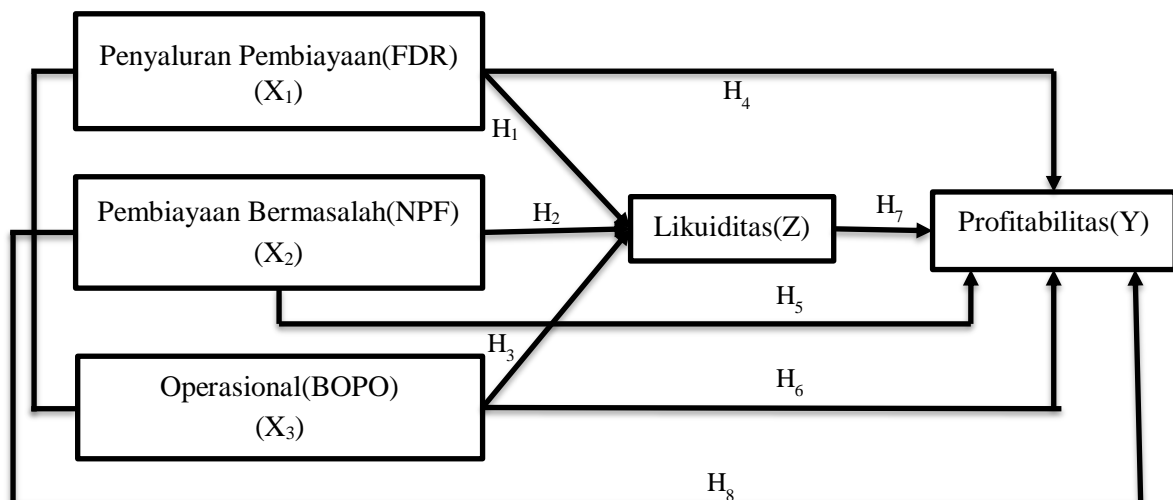 Penyaluran Pembiayaan(FDR)
(X₁)
H₄
H₁
Pembiayaan Bermasalah(NPF)
(X₂)
H₂
Likuiditas(Z)
H₇
Profitabilitas(Y)
H₅
H₃
Operasional(BOPO)
(X₃)
H₆
H₈